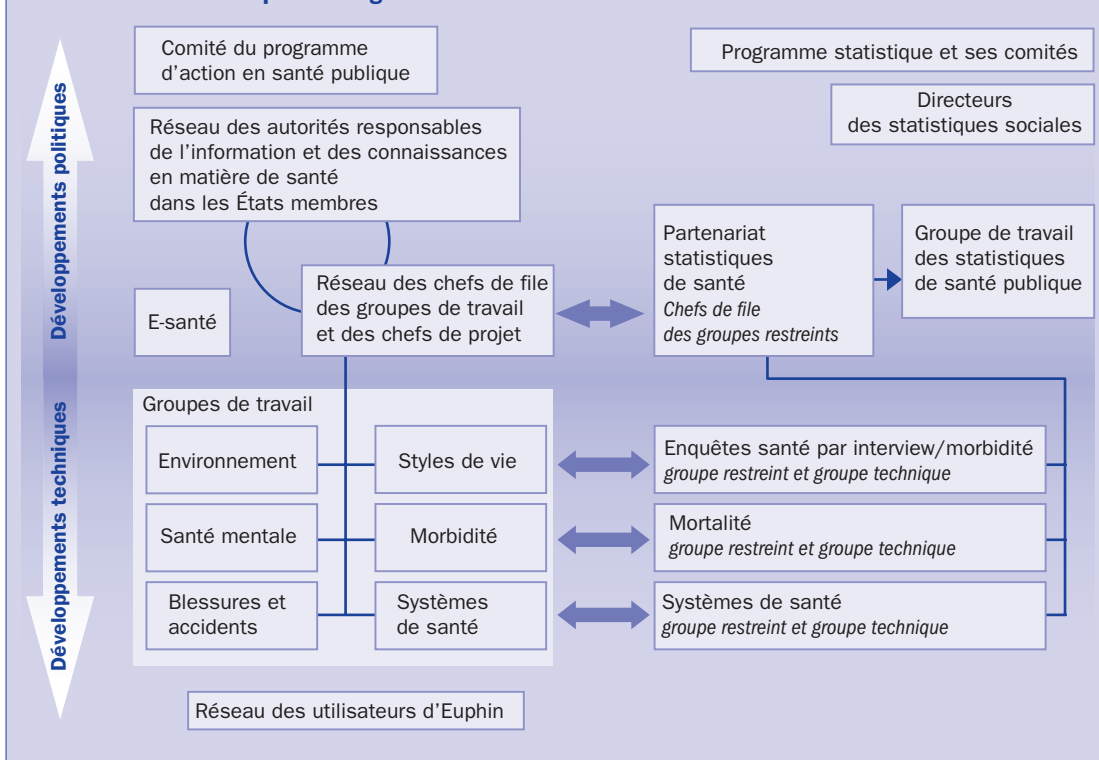 Comité du programme
d'action en santé publique
Programme statistique et ses comités
Directeurs
des statistiques sociales
Réseau des autorités responsables
de l'information et des connaissances
en matière de santé
dans les États membres
Développements politiques
Partenariat
statistiques
de santé
Chefs de file
des groupes restreints
Groupe de travail
des statistiques
de santé publique
E-santé
Réseau des chefs de file
des groupes de travail
et des chefs de projet
Développements techniques
Groupes de travail
Environnement
Styles de vie
Enquêtes santé par interview/morbidité
groupe restreint et groupe technique
Santé mentale
Morbidité
Mortalité
groupe restreint et groupe technique
Blessures et
accidents
Systèmes
de santé
Systèmes de santé
groupe restreint et groupe technique
Réseau des utilisateurs d'Euphin